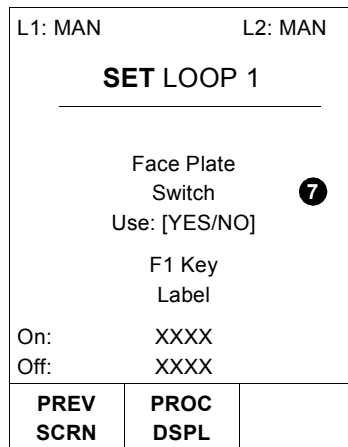 L1: MAN L2: MAN
SET LOOP 1
Face Plate
Switch 7
Use: [YES/NO]
F1 Key
Label
On: XXXX
Off: XXXX
PREV PROC
SCRN DSPL